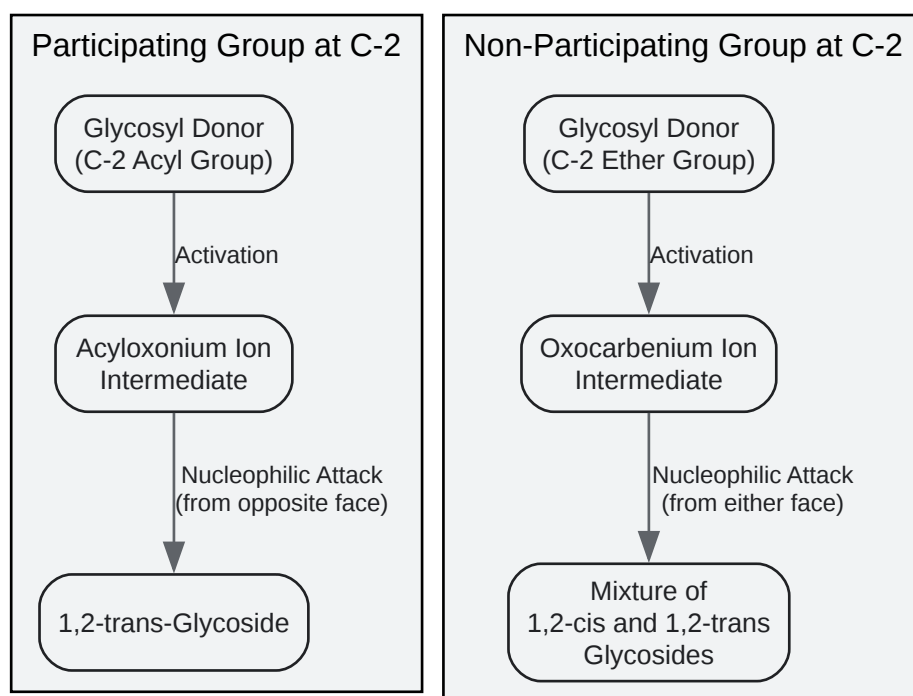 Participating Group at C-2
Glycosyl Donor
(C-2 Acyl Group)
Activation
Acyloxonium Ion
Intermediate
Nucleophilic Attack
(from opposite face)
1,2-trans-Glycoside
Non-Participating Group at C-2
Glycosyl Donor
(C-2 Ether Group)
Activation
Oxocarbenium Ion
Intermediate
Nucleophilic Attack
(from either face)
Mixture of
1,2-cis and 1,2-trans
Glycosides